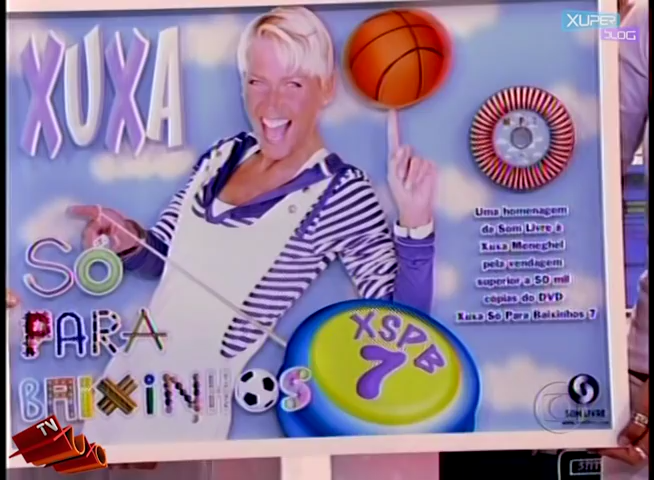 XUPER
BLOG
XUXA
SÓ
PARA
BAIXINHOS
Uma homenagem
da Som Livre à
Xuxa Meneghel
pela vendagem
superior a 50 mil
cópias do DVD
Xuxa Só Para Baixinhos 7
XSPB
7
SOM LIVRE
TV